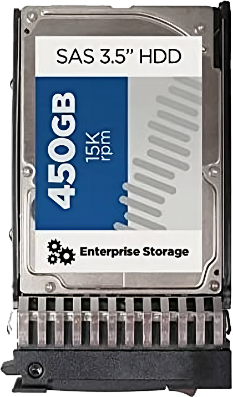 SAS 3.5" HDD
450GB
15K
rpm
Enterprise Storage